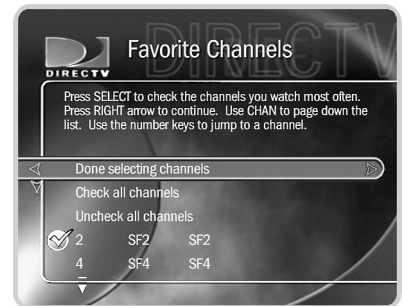 DIRECTV
Favorite Channels
DIRECTV
Press SELECT to check the channels you watch most often.
Press RIGHT arrow to continue. Use CHAN to page down the
list. Use the number keys to jump to a channel.
Done selecting channels
Check all channels
Uncheck all channels
2 SF2 SF2
4 SF4 SF4